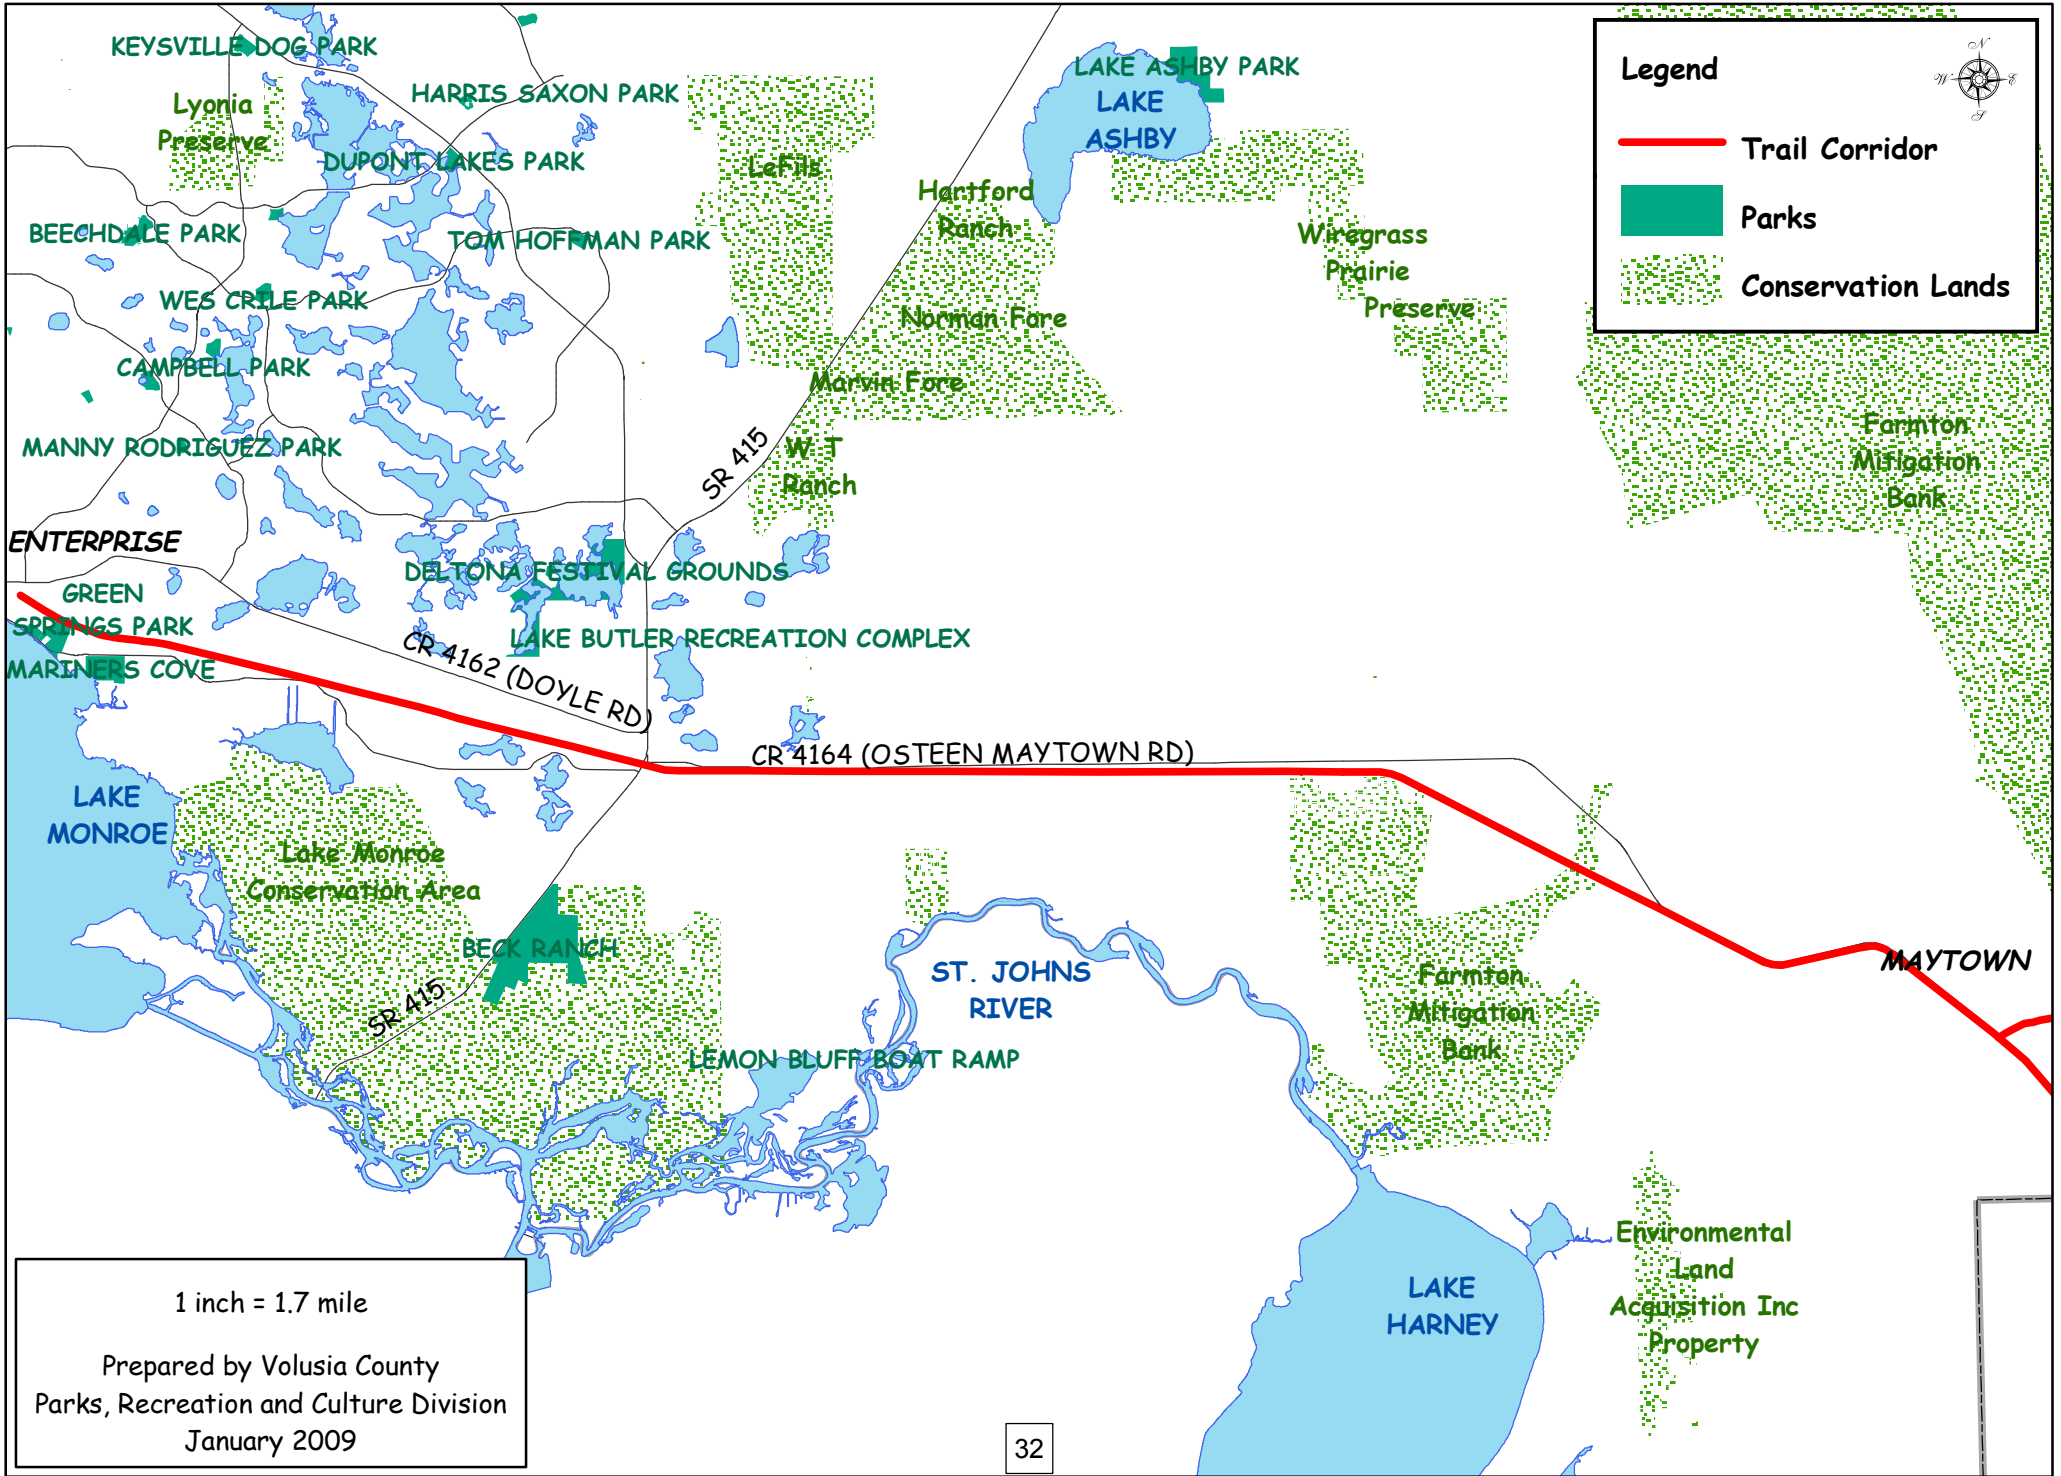 KEYSVILLE DOG PARK
HARRIS SAXON PARK
Lyonia
Preserve
DUPONT LAKES PARK
BEECHDALE PARK
TOM HOFFMAN PARK
WES CRILE PARK
CAMPBELL PARK
MANNY RODRIGUEZ PARK
LeFils
Hartford
Ranch
Norman Fore
Marvin Fore
W T
Ranch
SR 415
LAKE ASHBY PARK
LAKE
ASHBY
Wiregrass
Prairie
Preserve
Legend
N
W
E
S
Trail Corridor
Parks
Conservation Lands
Farmton
Mitigation
Bank
ENTERPRISE
GREEN
SPRINGS PARK
MARINERS COVE
DELTONA FESTIVAL GROUNDS
LAKE BUTLER RECREATION COMPLEX
CR 4162 (DOYLE RD)
CR 4164 (OSTEEN MAYTOWN RD)
LAKE
MONROE
Lake Monroe
Conservation Area
BECK RANCH
SR 415
ST. JOHNS
RIVER
LEMON BLUFF BOAT RAMP
Farmton
Mitigation
Bank
MAYTOWN
LAKE
HARNEY
Environmental
Land
Acquisition Inc
Property
1 inch = 1.7 mile
Prepared by Volusia County
Parks, Recreation and Culture Division
January 2009
32